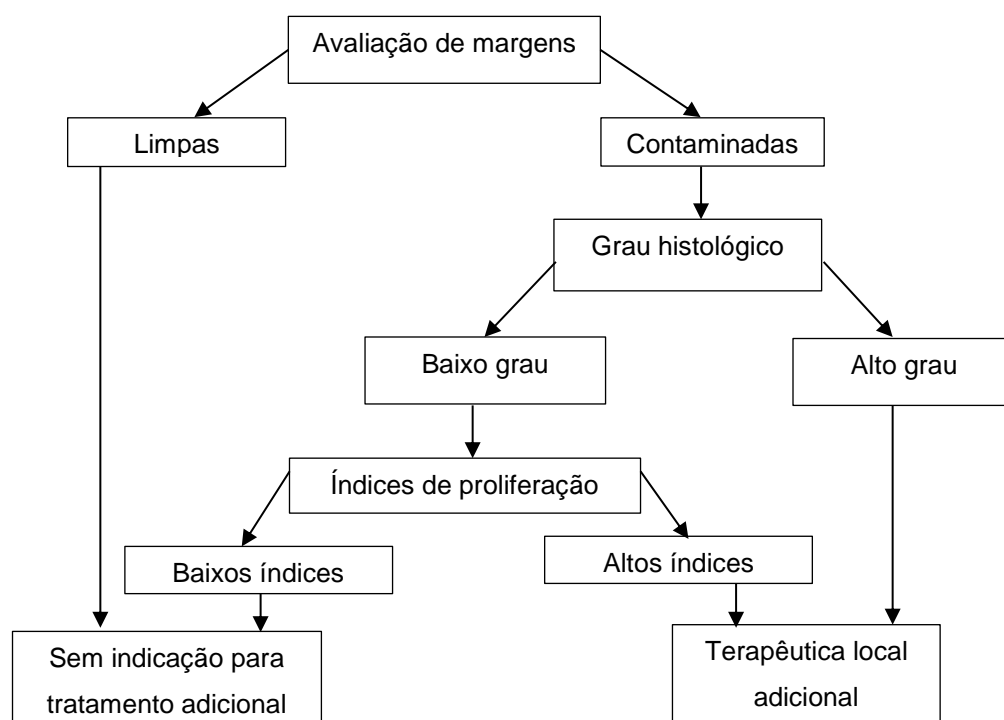 Avaliação de margens
Limpas
Contaminadas
Grau histológico
Baixo grau
Alto grau
Índices de proliferação
Baixos índices
Altos índices
Sem indicação para
tratamento adicional
Terapêutica local
adicional